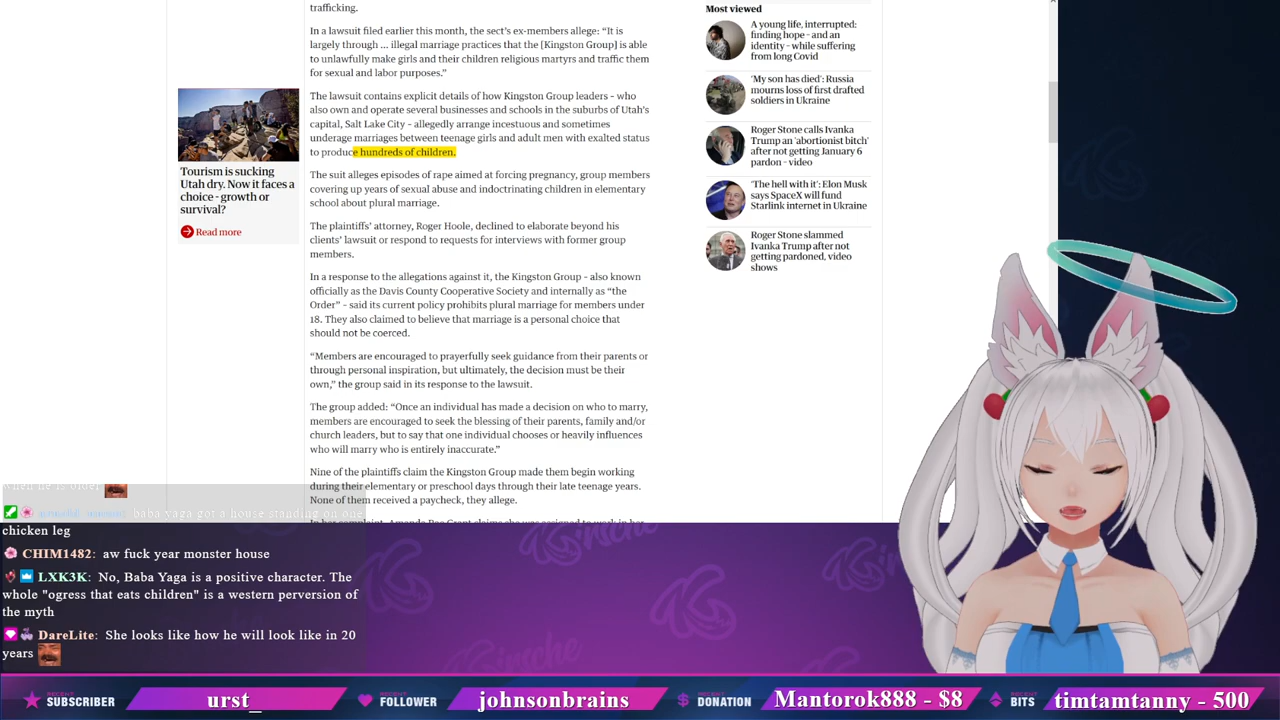 trafficking.
In a lawsuit filed earlier this month, the sect's ex-members allege: “It is
largely through ... illegal marriage practices that the [Kingston Group] is able
to unlawfully make girls and their children religious martyrs and traffic them
for sexual and labor purposes.”
The lawsuit contains explicit details of how Kingston Group leaders – who
also own and operate several businesses and schools in the suburbs of Utah's
capital, Salt Lake City – allegedly arrange incestuous and sometimes
underage marriages between teenage girls and adult men with exalted status
to produce hundreds of children.
The suit alleges episodes of rape aimed at forcing pregnancy, group members
covering up years of sexual abuse and indoctrinating children in elementary
school about plural marriage.
The plaintiffs' attorney, Roger Hoole, declined to elaborate beyond his
clients' lawsuit or respond to requests for interviews with former group
members.
In a response to the allegations against it, the Kingston Group – also known
officially as the Davis County Cooperative Society and internally as “the
Order” – said its current policy prohibits plural marriage for members under
18. They also claimed to believe that marriage is a personal choice that
should not be coerced.
“Members are encouraged to prayerfully seek guidance from their parents or
through personal inspiration, but ultimately, the decision must be their
own,” the group said in its response to the lawsuit.
The group added: “Once an individual has made a decision on who to marry,
members are encouraged to seek the blessing of their parents, family and/or
church leaders, but to say that one individual chooses or heavily influences
who will marry who is entirely inaccurate.”
Nine of the plaintiffs claim the Kingston Group made them begin working
during their elementary or preschool days through their late teenage years.
None of them received a paycheck, they allege.
Tourism is sucking
Utah dry. Now it faces a
choice - growth or
survival?
Read more
Most viewed
A young life, interrupted:
finding hope – and an
identity – while suffering
from long Covid
‘My son has died’: Russia
mourns loss of first drafted
soldiers in Ukraine
Roger Stone calls Ivanka
Trump an ‘abortionist bitch’
after not getting January 6
pardon – video
‘The hell with it’: Elon Musk
says SpaceX will fund
Starlink internet in Ukraine
Roger Stone slammed
Ivanka Trump after not
getting pardoned, video
shows
baba yaga got a house standing on one
chicken leg
CHIM1482: aw fuck year monster house
LXK3K: No, Baba Yaga is a positive character. The
whole "ogress that eats children" is a western perversion of
the myth
DareLite: She looks like how he will look like in 20
years
RECENT SUBSCRIBER urst_
RECENT FOLLOWER johnsonbrains
RECENT DONATION Mantorok888 - $8
RECENT BITS timtamtanny - 500